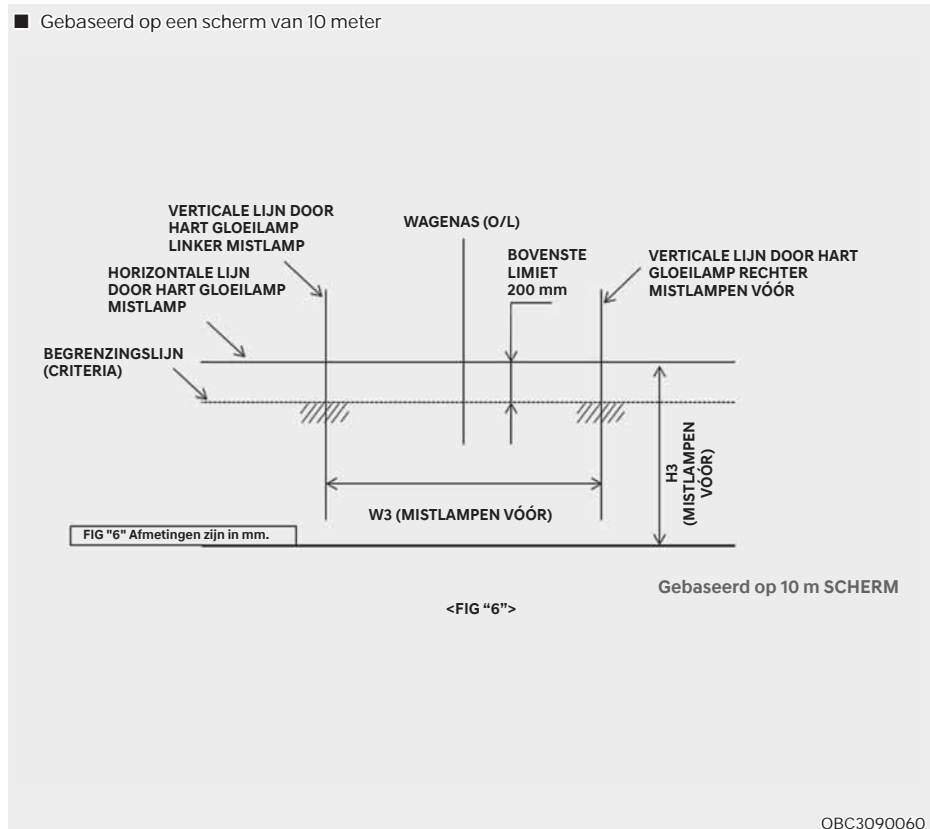 ■ Gebaseerd op een scherm van 10 meter
VERTICALE LIJN DOOR
HART GLOEILAMP
LINKER MISTLAMP
WAGENAS (O/L)
HORIZONTALE LIJN
DOOR HART GLOEILAMP
MISTLAMP
BOVENSTE
LIMIET
200 mm
VERTICALE LIJN DOOR HART
GLOEILAMP RECHTER
MISTLAMPEN VÓÓR
BEGRENZINGSLIJN
(CRITERIA)
H3
(MISTLAMPEN
VÓÓR)
W3 (MISTLAMPEN VÓÓR)
FIG "6" Afmetingen zijn in mm.
Gebaseerd op 10 m SCHERM
<FIG “6”>
OBC3090060